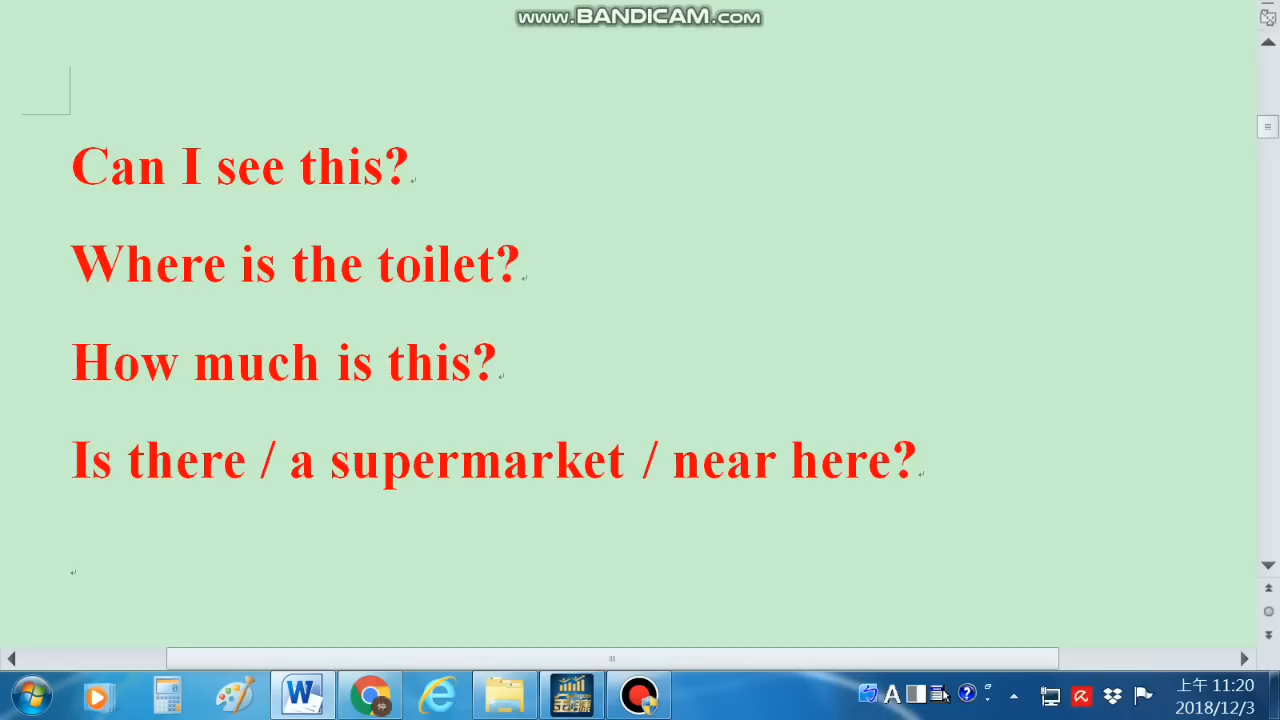 www.BANDICAM.com
Can I see this?
Where is the toilet?
How much is this?
Is there / a supermarket / near here?
上午 11:20
2018/12/3